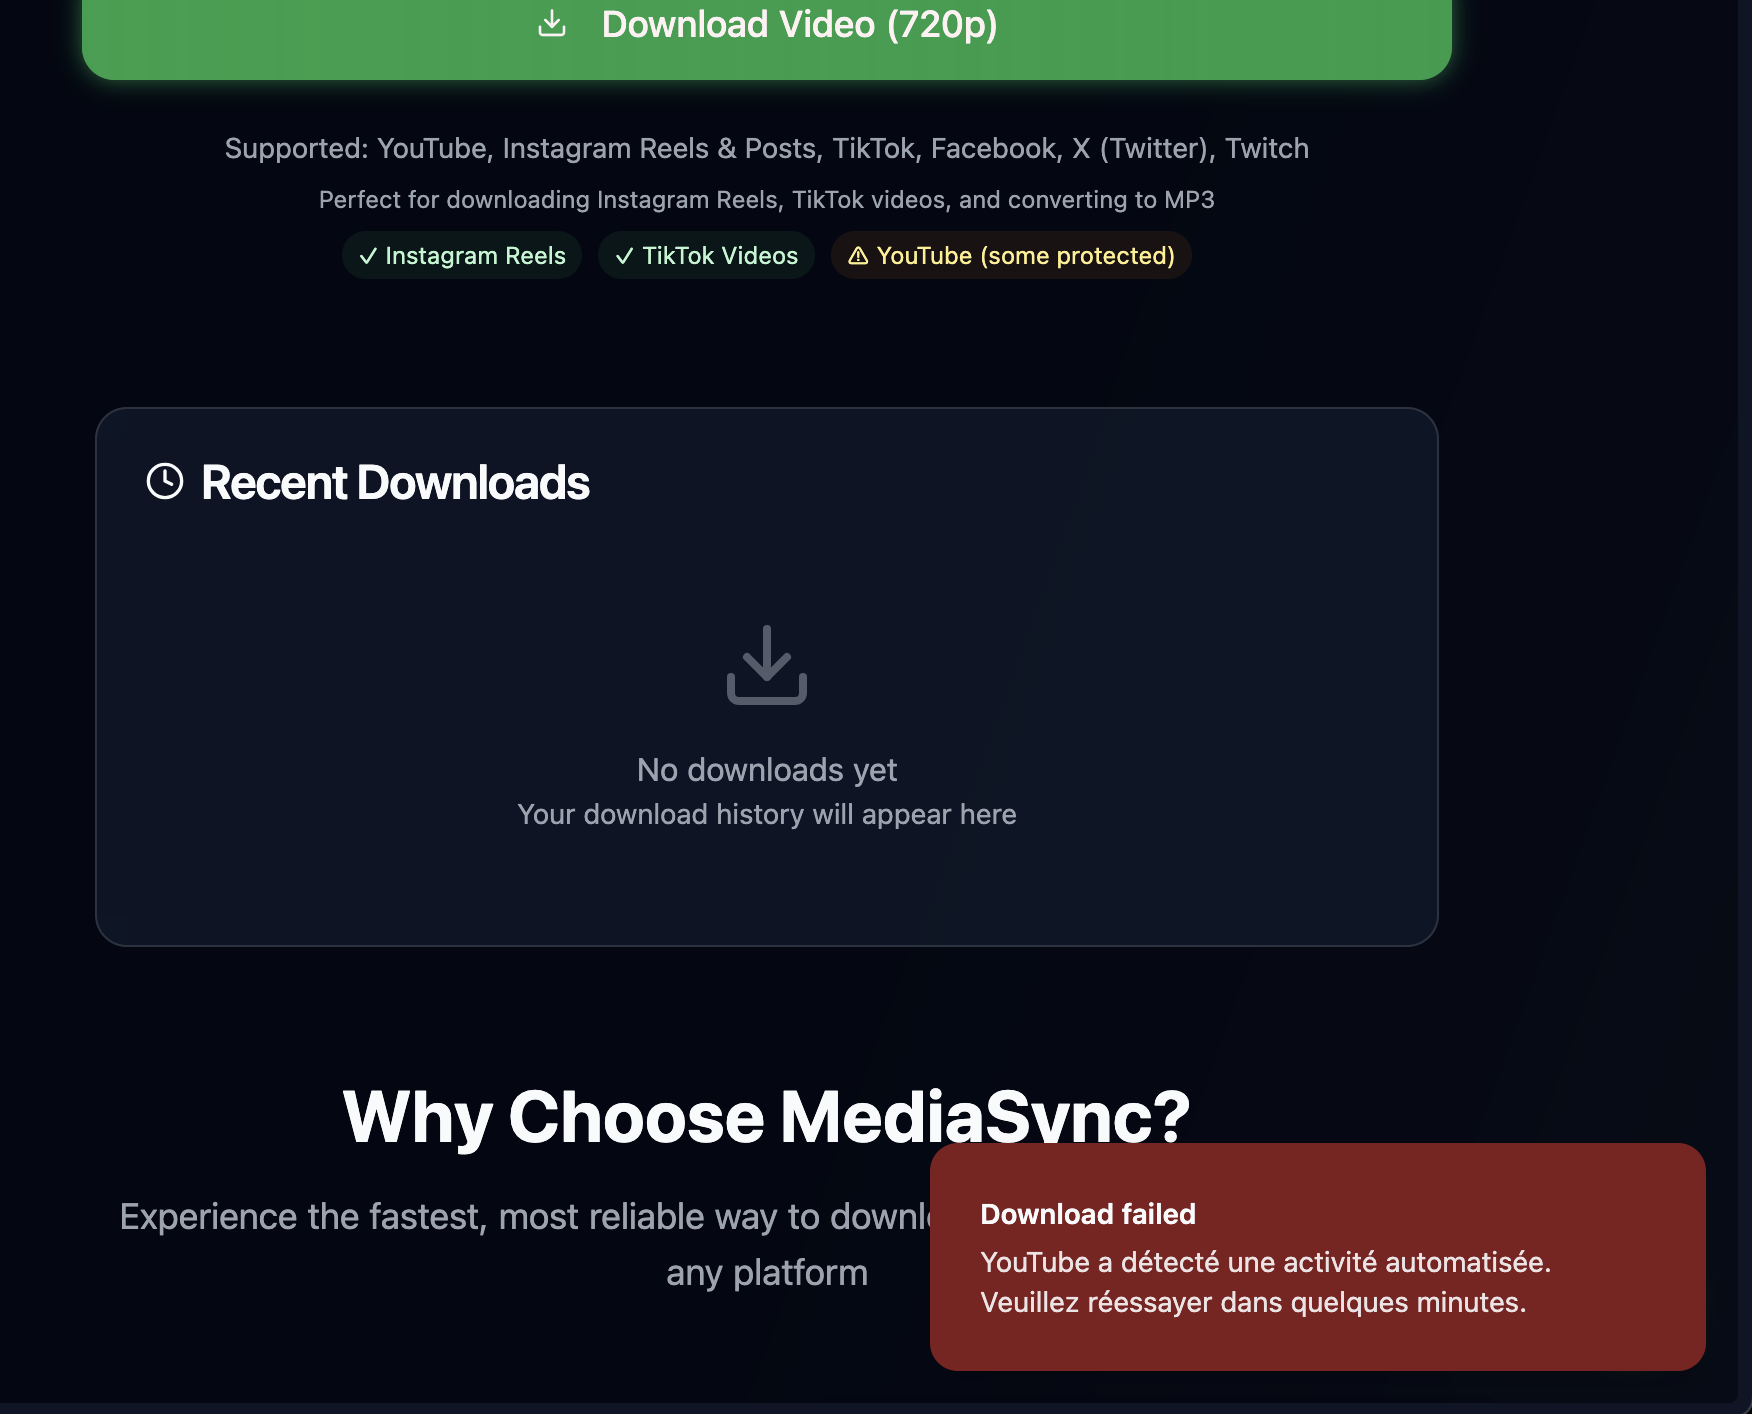 Download Video (720p)
Supported: YouTube, Instagram Reels & Posts, TikTok, Facebook, X (Twitter), Twitch
Perfect for downloading Instagram Reels, TikTok videos, and converting to MP3
✓ Instagram Reels
✓ TikTok Videos
⚠ YouTube (some protected)
Recent Downloads
No downloads yet
Your download history will appear here
Why Choose MediaSync?
Experience the fastest, most reliable way to
any platform
Download failed
YouTube a détecté une activité automatisée.
Veuillez réessayer dans quelques minutes.